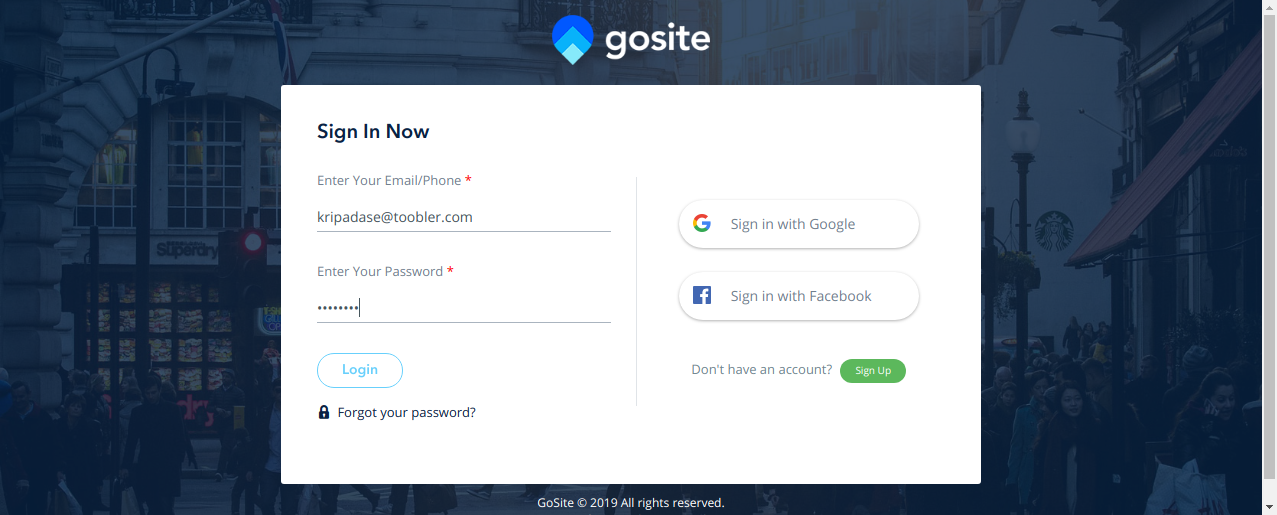 gosite
Sign In Now
Enter Your Email/Phone *
kripadase@toobler.com
Enter Your Password *
••••••••
Login
Forgot your password?
Sign in with Google
Sign in with Facebook
Don't have an account? Sign Up
Superdry
GoSite © 2019 All rights reserved.